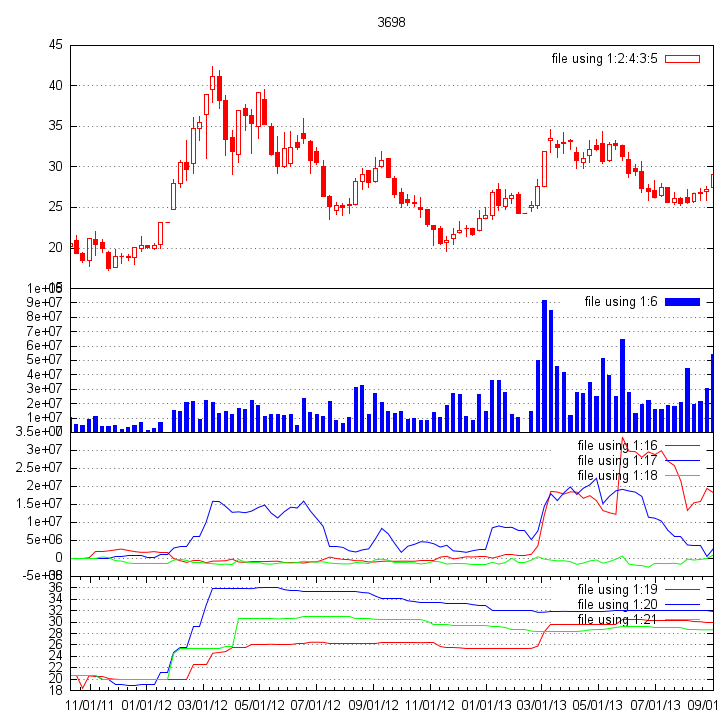 3698
45
file using 1:2:4:3:5
40
35
30
25
20
1e+08
file using 1:6
9e+07
8e+07
7e+07
6e+07
5e+07
4e+07
3e+07
2e+07
1e+07
3.5e+07
file using 1:16
3e+07
file using 1:17
2.5e+07
file using 1:18
2e+07
1.5e+07
1e+07
5e+06
0
-5e+06
file using 1:19
36
34
file using 1:20
32
file using 1:21
30
28
26
24
22
20
18
11/01/11 01/01/12 03/01/12 05/01/12 07/01/12 09/01/12 11/01/12 01/01/13 03/01/13 05/01/13 07/01/13 09/01